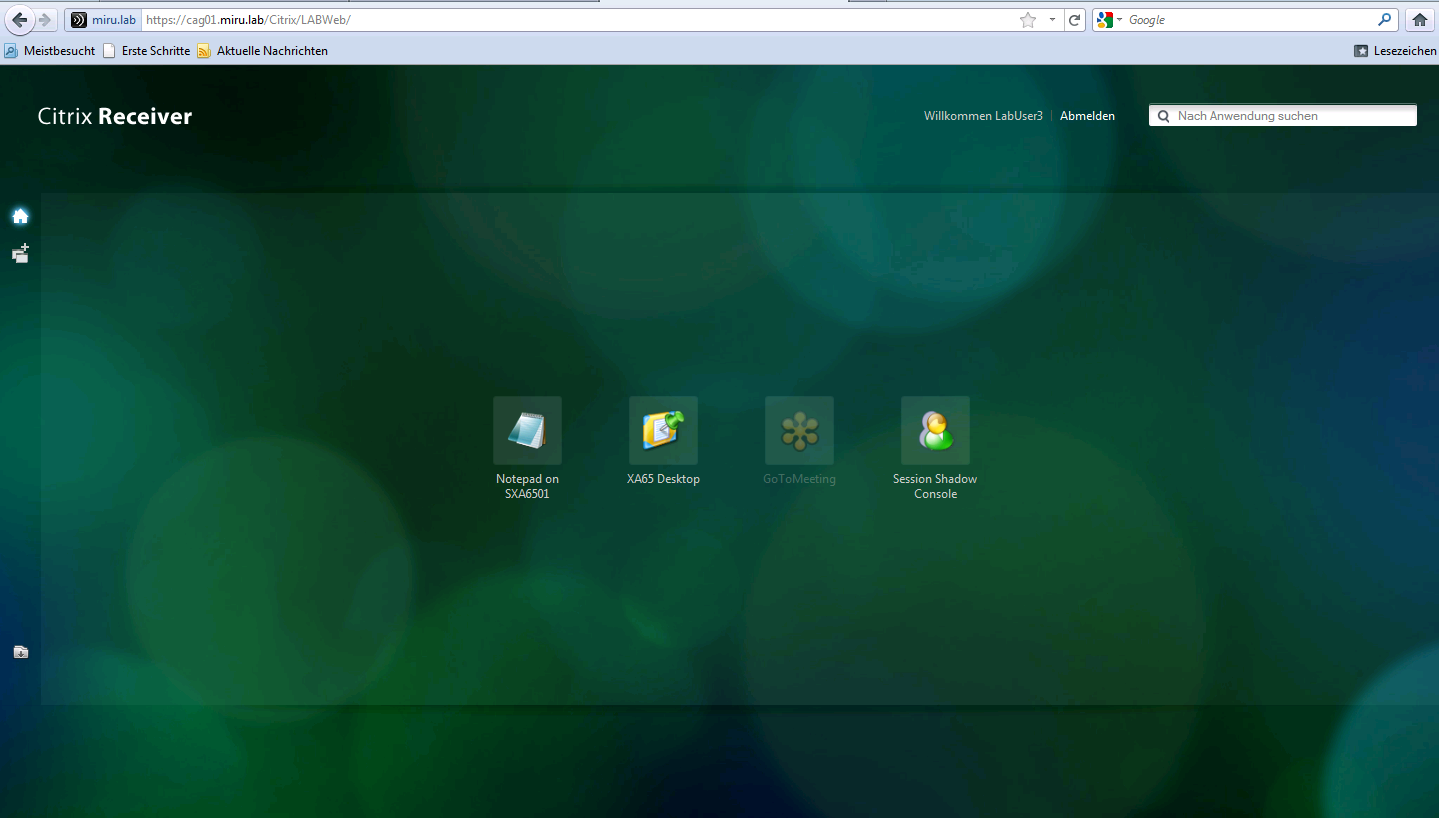 miru.lab https://cag01.miru.lab/Citrix/LABWeb/ Google
Meistbesucht Erste Schritte Aktuelle Nachrichten Lesezeichen
Citrix Receiver
Willkommen LabUser3 Abmelden Nach Anwendung suchen
Notepad on
SXA6501
XA65 Desktop
GoToMeeting
Session Shadow
Console